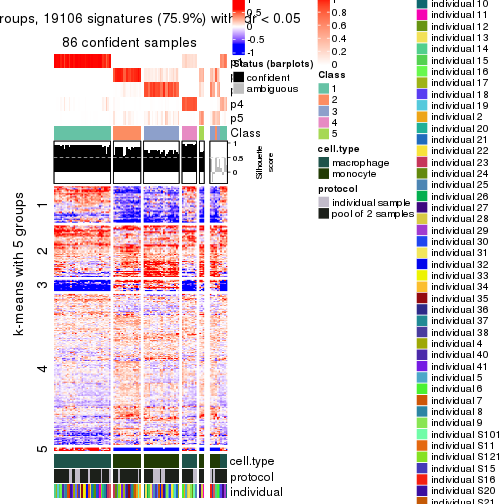 roups, 19106 signatures (75.9%) with fdr < 0.05
86 confident samples
p4
p5
Class
1
0.5
0
Silhouette
score
k-means with 5 groups
1
2
3
4
5
cell.type
protocol
individual
0.5
0
-0.5
-1
Status (barplots)
confident
ambiguous
1
0.8
0.6
0.4
0.2
0
Class
1
2
3
4
5
cell.type
macrophage
monocyte
protocol
individual sample
pool of 2 samples
individual 10
individual 11
individual 12
individual 13
individual 14
individual 15
individual 16
individual 17
individual 18
individual 19
individual 2
individual 20
individual 21
individual 22
individual 23
individual 24
individual 25
individual 26
individual 27
individual 28
individual 29
individual 30
individual 31
individual 32
individual 33
individual 34
individual 35
individual 36
individual 37
individual 38
individual 4
individual 40
individual 41
individual 5
individual 6
individual 7
individual 8
individual 9
individual S101
individual S11
individual S121
individual S15
individual S16
individual S20
individual S21